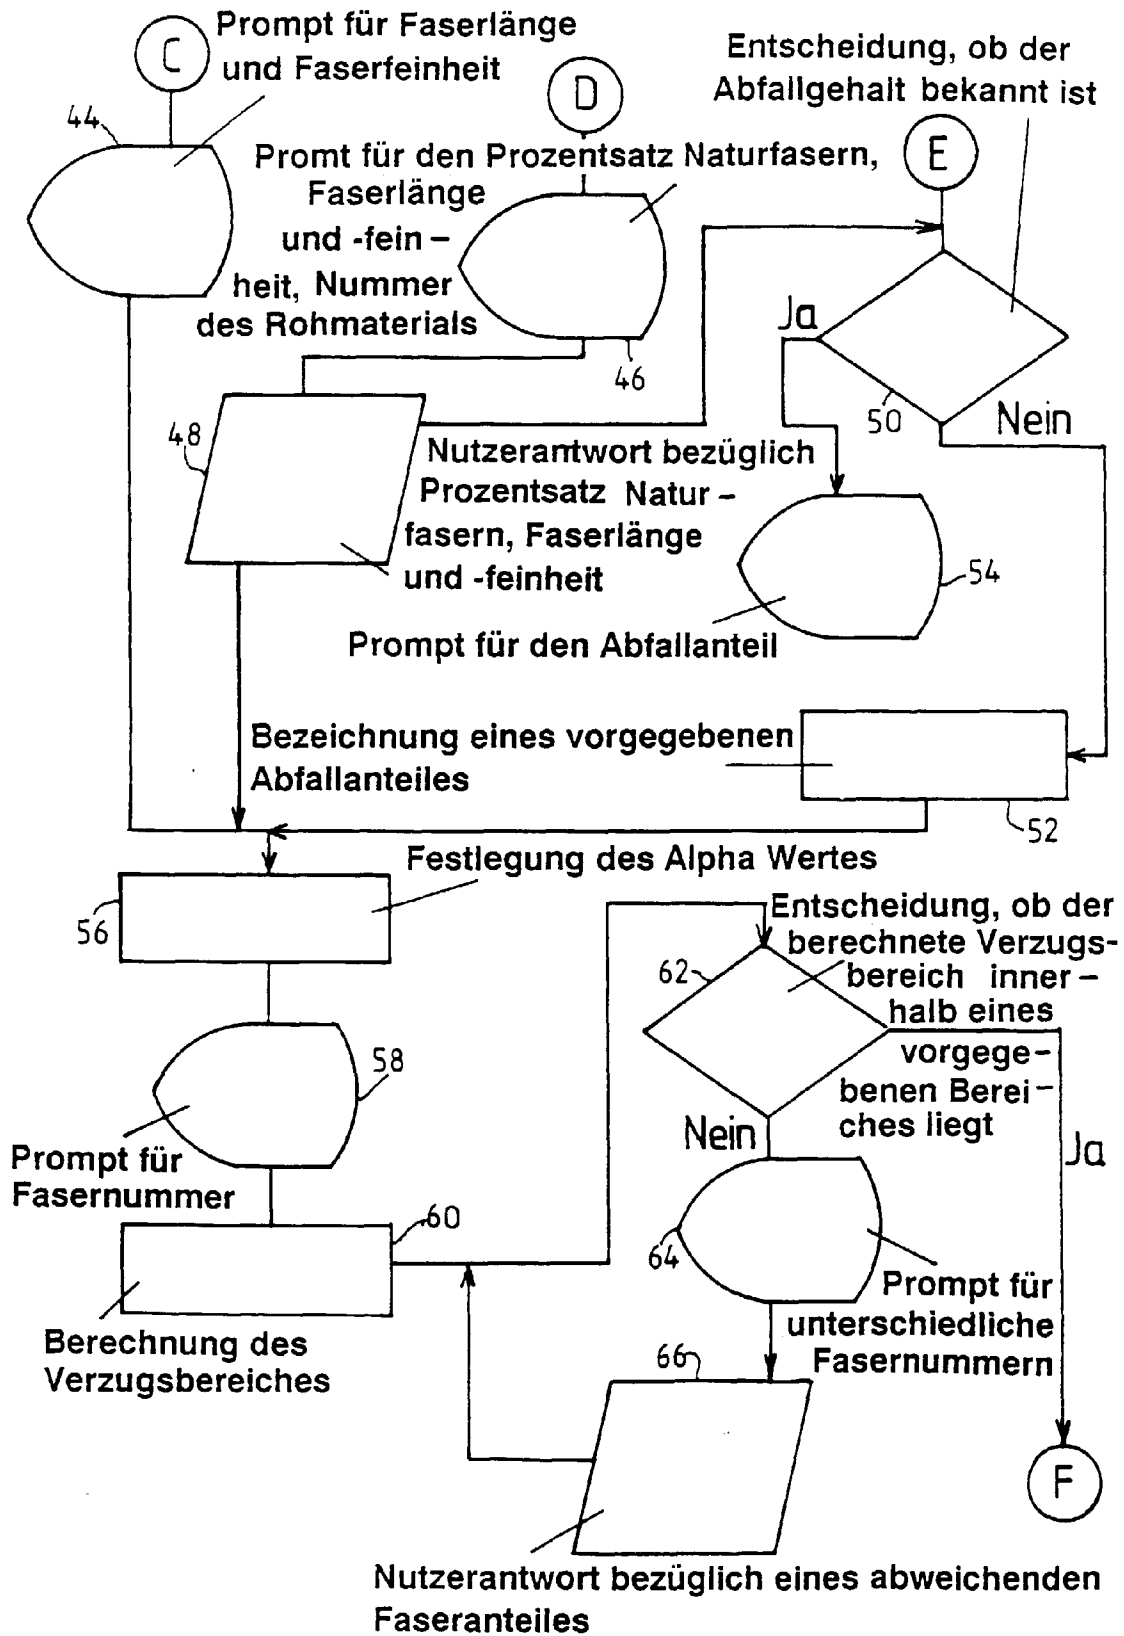 C
Prompt für Faserlänge
und Faserfeinheit
44
D
Entscheidung, ob der
Abfallgehalt bekannt ist
E
Promt für den Prozentsatz Naturfasern,
Faserlänge
und -fein-
heit, Nummer
des Rohmaterials
46
Ja
50
Nein
48
Nutzerantwort bezüglich
Prozentsatz Natur-
fasern, Faserlänge
und -feinheit
54
Prompt für den Abfallanteil
Bezeichnung eines vorgegebenen
Abfallanteiles
52
Festlegung des Alpha Wertes
56
Entscheidung, ob der
berechnete Verzugs-
bereich inner-
halb eines
vorgege-
benen Berei-
ches liegt
62
58
Nein
Ja
Prompt für
Fasernummer
60
64
Prompt für
unterschiedliche
Fasernummern
Berechnung des
Verzugsbereiches
66
F
Nutzerantwort bezüglich eines abweichenden
Faseranteiles